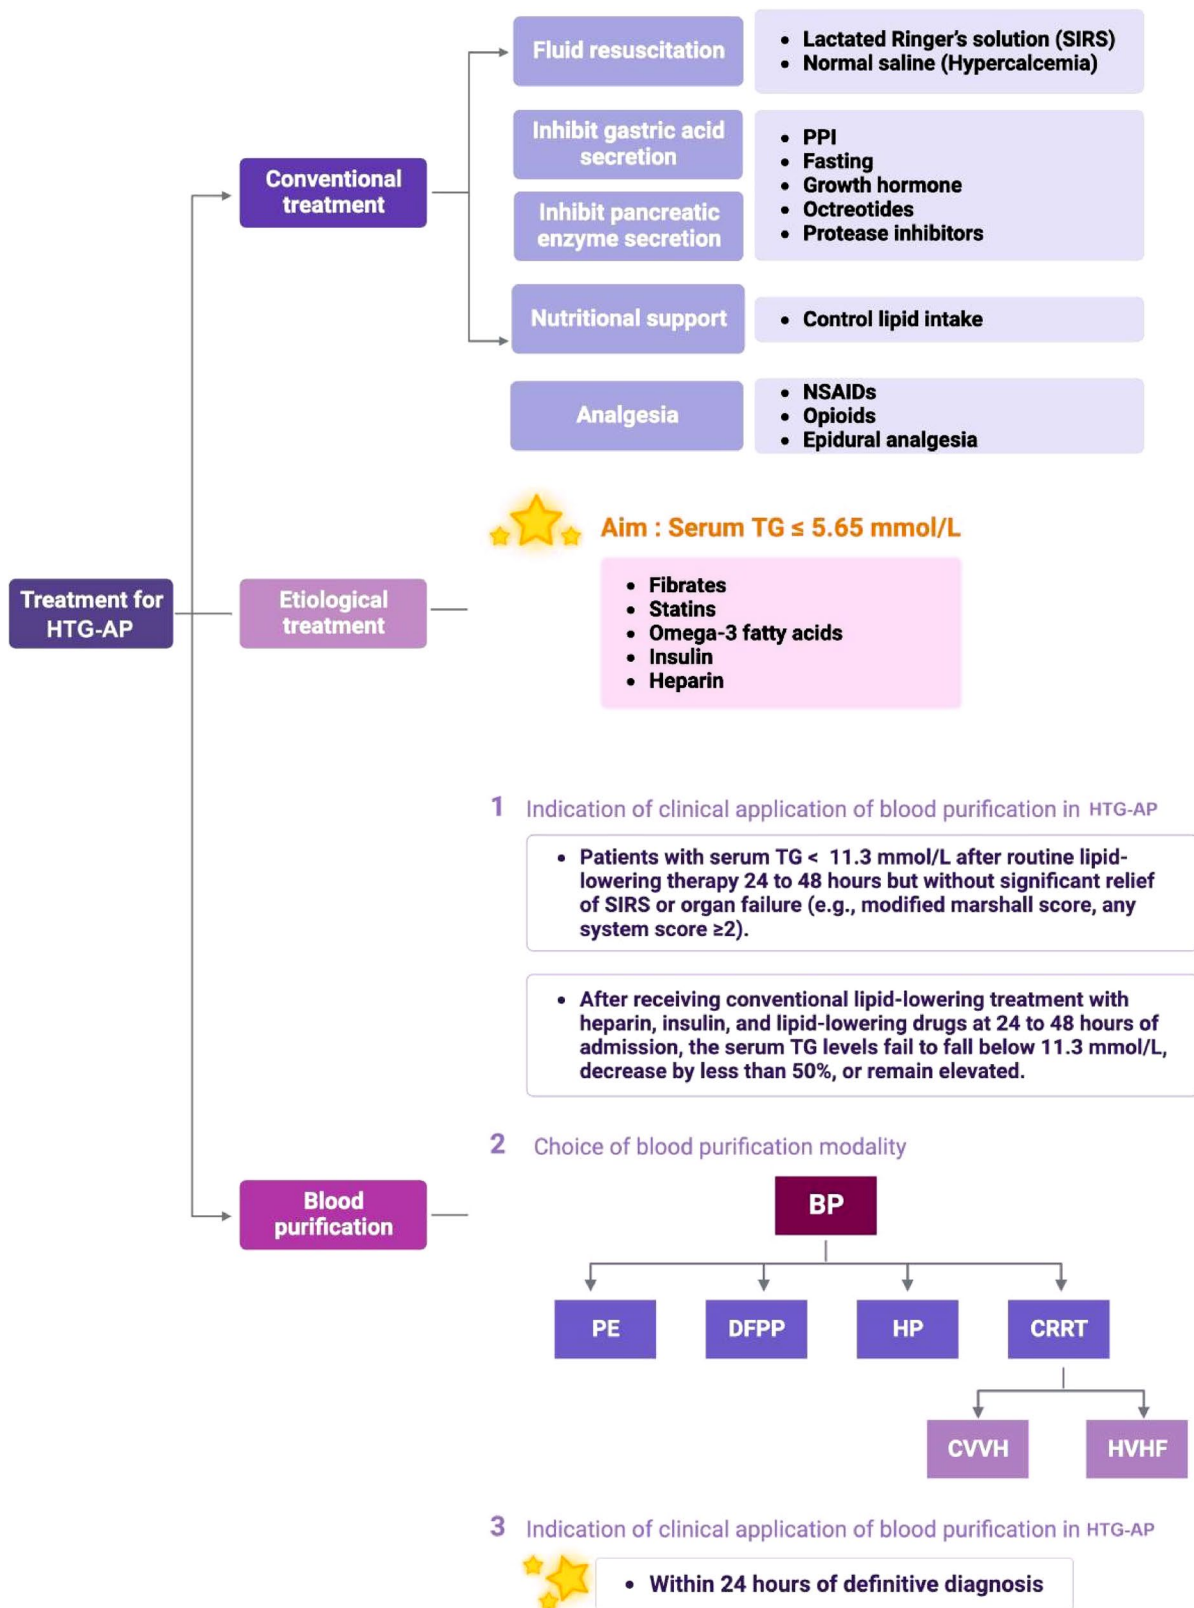 Fluid resuscitation
• Lactated Ringer's solution (SIRS)
• Normal saline (Hypercalcemia)
Conventional
treatment
Inhibit gastric acid
secretion
Inhibit pancreatic
enzyme secretion
• PPI
• Fasting
• Growth hormone
• Octreotides
• Protease inhibitors
Nutritional support
• Control lipid intake
Analgesia
• NSAIDs
• Opioids
• Epidural analgesia
Treatment for
HTG-AP
Etiological
treatment
Aim : Serum TG ≤ 5.65 mmol/L
• Fibrates
• Statins
• Omega-3 fatty acids
• Insulin
• Heparin
Blood
purification
1 Indication of clinical application of blood purification in HTG-AP
• Patients with serum TG < 11.3 mmol/L after routine lipid-
lowering therapy 24 to 48 hours but without significant relief
of SIRS or organ failure (e.g., modified marshall score, any
system score ≥2).
• After receiving conventional lipid-lowering treatment with
heparin, insulin, and lipid-lowering drugs at 24 to 48 hours of
admission, the serum TG levels fail to fall below 11.3 mmol/L,
decrease by less than 50%, or remain elevated.
2 Choice of blood purification modality
BP
PE
DFPP
HP
CRRT
CVVH
HVHF
3 Indication of clinical application of blood purification in HTG-AP
• Within 24 hours of definitive diagnosis